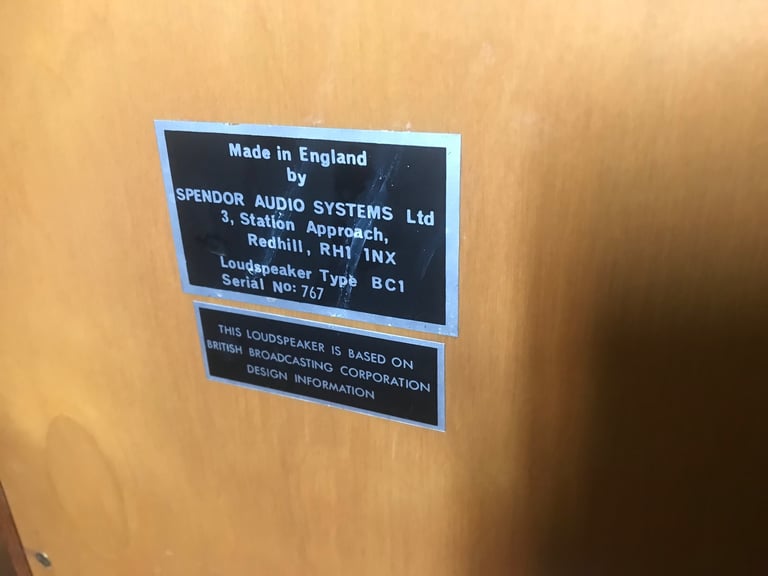 Made in England
by
SPENDOR AUDIO SYSTEMS Ltd
3, Station Approach,
Redhill, RH1 1NX
Loudspeaker Type BC1
Serial No: 767
THIS LOUDSPEAKER IS BASED ON
BRITISH BROADCASTING CORPORATION
DESIGN INFORMATION